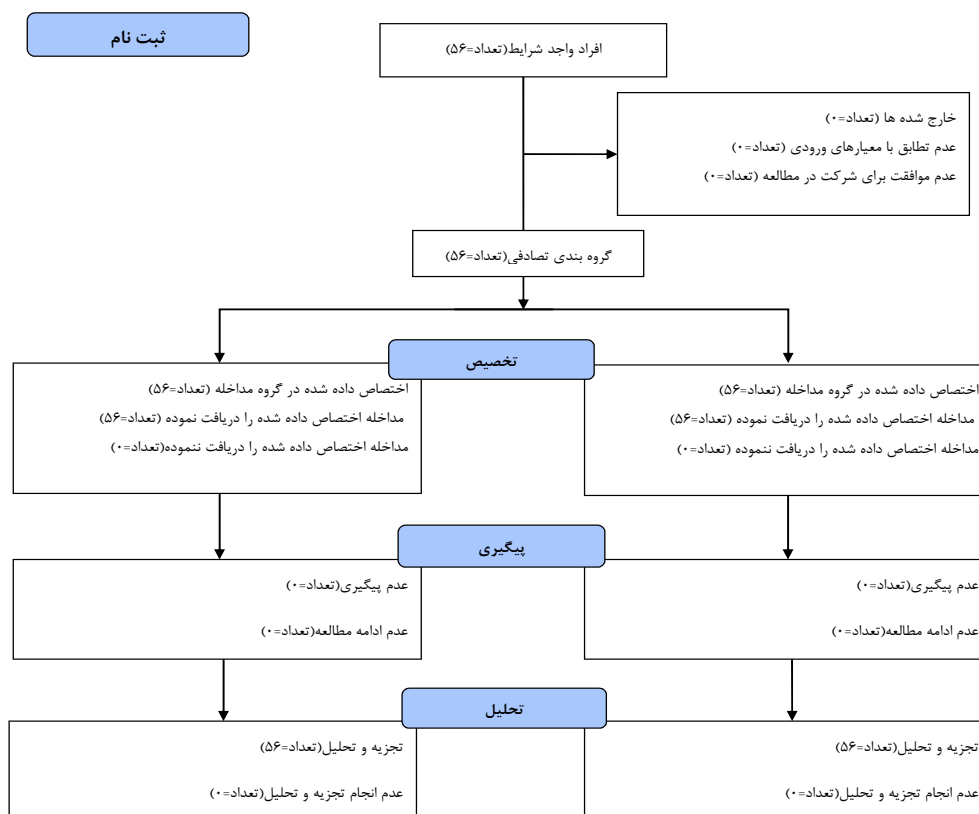 ثبت نام
افراد واجد شرایط(تعداد=۵۶)
خارج شده ها (تعداد=۰)
عدم تطابق با معیارهای ورودی (تعداد=۰)
عدم موافقت برای شرکت در مطالعه (تعداد=۰)
گروه بندی تصادفی(تعداد=۵۶)
تخصیص
اختصاص داده شده در گروه مداخله (تعداد=۵۶)
مداخله اختصاص داده شده را دریافت نموده (تعداد=۵۶)
مداخله اختصاص داده شده را دریافت ننموده (تعداد=۰)
اختصاص داده شده در گروه مداخله (تعداد=۵۶)
مداخله اختصاص داده شده را دریافت نموده (تعداد=۵۶)
مداخله اختصاص داده شده را دریافت ننموده(تعداد=۰)
پیگیری
عدم پیگیری(تعداد=۰)
عدم ادامه مطالعه(تعداد=۰)
عدم پیگیری(تعداد=۰)
عدم ادامه مطالعه(تعداد=۰)
تحلیل
تجزیه و تحلیل(تعداد=۵۶)
عدم انجام تجزیه و تحلیل(تعداد=۰)
تجزیه و تحلیل(تعداد=۵۶)
عدم انجام تجزیه و تحلیل(تعداد=۰)